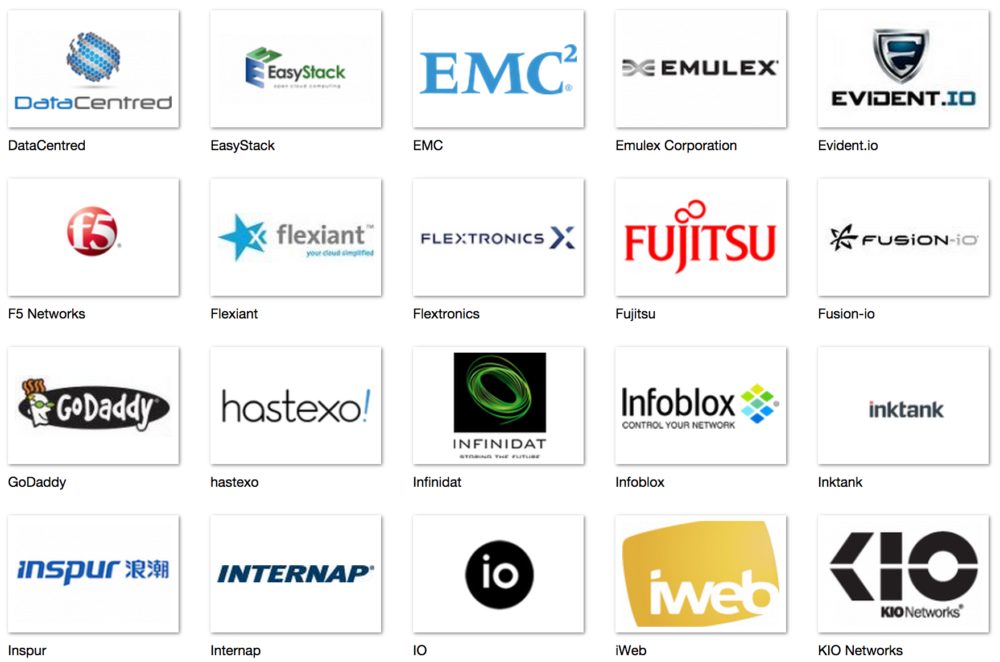 DataCentred
EasyStack
open cloud computing
EMC2®
EMULEX
EVIDENT.IO
DataCentred
EasyStack
EMC
Emulex Corporation
Evident.io
f5®
flexiant™
your cloud simplified
FLEXTRONICS X
FUJITSU
FUSiON-iO
F5 Networks
Flexiant
Flextronics
Fujitsu
Fusion-io
GoDaddy
hastexo!
INFINIDAT
STORING THE FUTURE
Infoblox®
CONTROL YOUR NETWORK
inktank
GoDaddy
hastexo
Infinidat
Infoblox
Inktank
inspur 浪潮
INTERNAP®
io
iweb
KIO
KIO Networks®
Inspur
Internap
IO
iWeb
KIO Networks